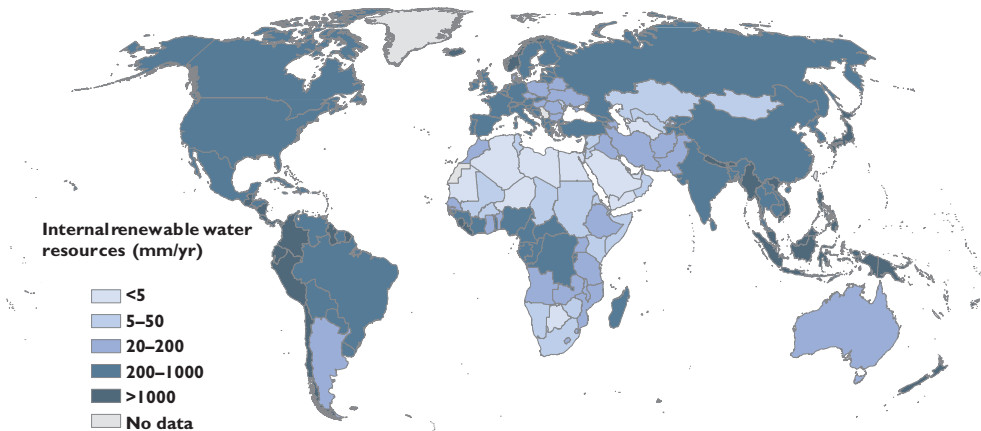 Internal renewable water
resources (mm/yr)
<5
5–50
20–200
200–1000
>1000
No data